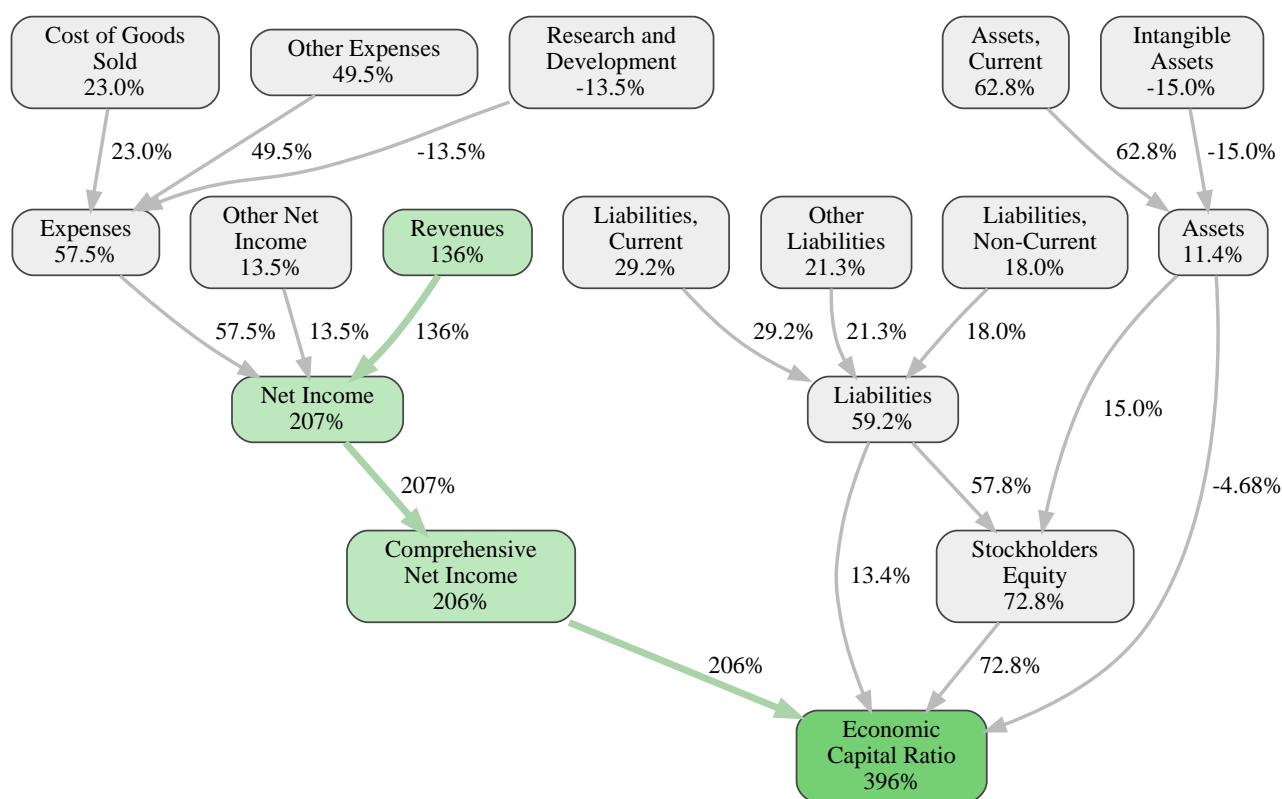 Cost of Goods
Sold
23.0%
Other Expenses
49.5%
Research and
Development
-13.5%
Assets,
Current
62.8%
Intangible
Assets
-15.0%
23.0%
49.5%
-13.5%
62.8%
-15.0%
Expenses
57.5%
Other Net
Income
13.5%
Revenues
136%
Liabilities,
Current
29.2%
Other
Liabilities
21.3%
Liabilities,
Non-Current
18.0%
Assets
11.4%
57.5%
13.5%
136%
29.2%
21.3%
18.0%
Net Income
207%
Liabilities
59.2%
15.0%
207%
57.8%
-4.68%
Comprehensive
Net Income
206%
13.4%
Stockholders
Equity
72.8%
206%
72.8%
Economic
Capital Ratio
396%